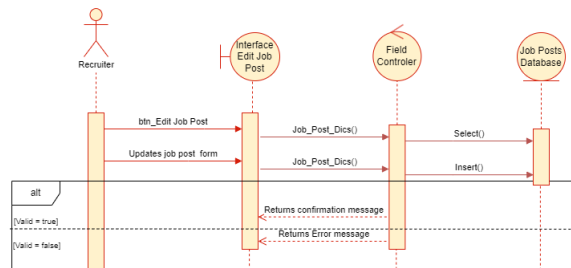 Recruiter
Interface
Edit Job
Post
Field
Controler
Job Posts
Database
btn_Edit Job Post
Job_Post_Dics()
Select()
Updates job post form
Job_Post_Dics()
Insert()
alt
Returns confirmation message
[Valid = true]
Returns Error message
[Valid = false]